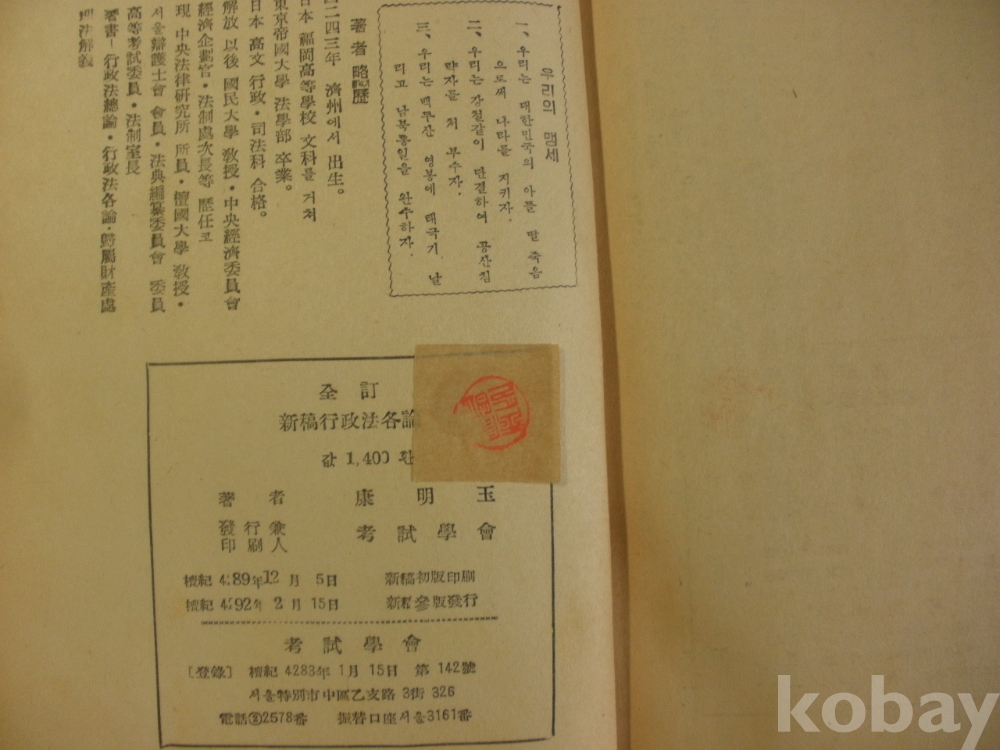 우리의 맹세
一、우리는 대한민국의 아들 딸 죽음
으로써 나라를 지키자.
二、우리는 강철같이 단결하여 공산침
략자를 처 부수자.
三、우리는 백두산 영봉에 태극기 날
리고 남북통일을 완수하자.
著者 略歷
二四三年 濟州에서 出生。
日本 福岡高等學校 文科를 거쳐
東京帝國大學 法學部 卒業。
日本 高文 行政・司法科 合格。
解放 以後 國民大學 敎授・中央經濟委員會
經濟企劃官・法制處次長等 歷任코
現 中央法律硏究所 所員・檀國大學 敎授・
서울辯護士會 會員・法典編纂委員會 委員
高等考試委員・法制室長
著書―行政法總論・行政法各論・歸屬財產處
理法解義
全訂
新稿行政法各論
값 1,400 환
著者 康明玉
發行兼
印刷人 考試學會
檀紀 4289年12月 5日 新稿初版印刷
檀紀 4292年 2月 15日 新稿參版發行
考試學會
〔登錄〕 檀紀 4283年 1月 15日 第 142號
서울特別市中區乙支路 3街 326
電話②2578番 振替口座서울3161番
kobay